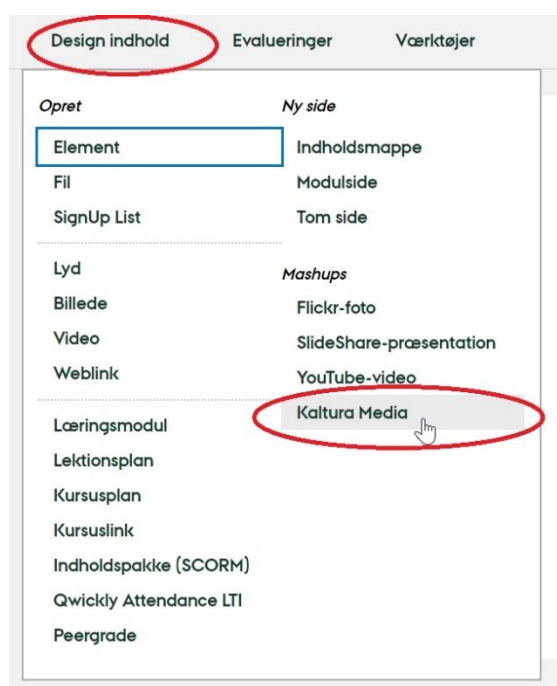 Design indhold Evalueringer Værktøjer
Opret
Element
Fil
SignUp List
Lyd
Billede
Video
Weblink
Læringsmodul
Lektionsplan
Kursusplan
Kursuslink
Indholdspakke (SCORM)
Qwickly Attendance LTI
Peergrade
Ny side
Indholdsmappe
Modulside
Tom side
Mashups
Flickr-foto
SlideShare-præsentation
YouTube-video
Kaltura Media